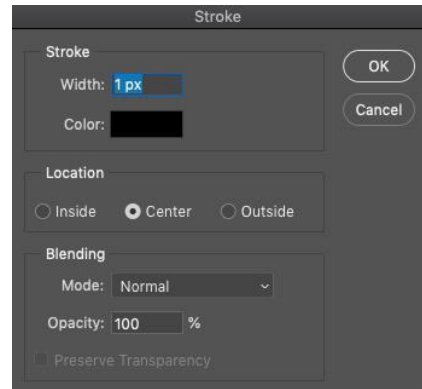 Stroke
Stroke
OK
Width: 1 px
Cancel
Color:
Location
Inside Center Outside
Blending
Mode: Normal
Opacity: 100 %
Preserve Transparency